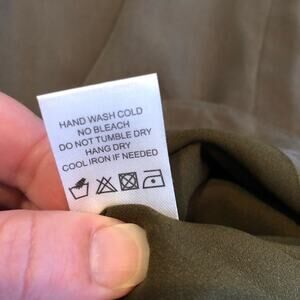 HAND WASH COLD
NO BLEACH
DO NOT TUMBLE DRY
HANG DRY
COOL IRON IF NEEDED